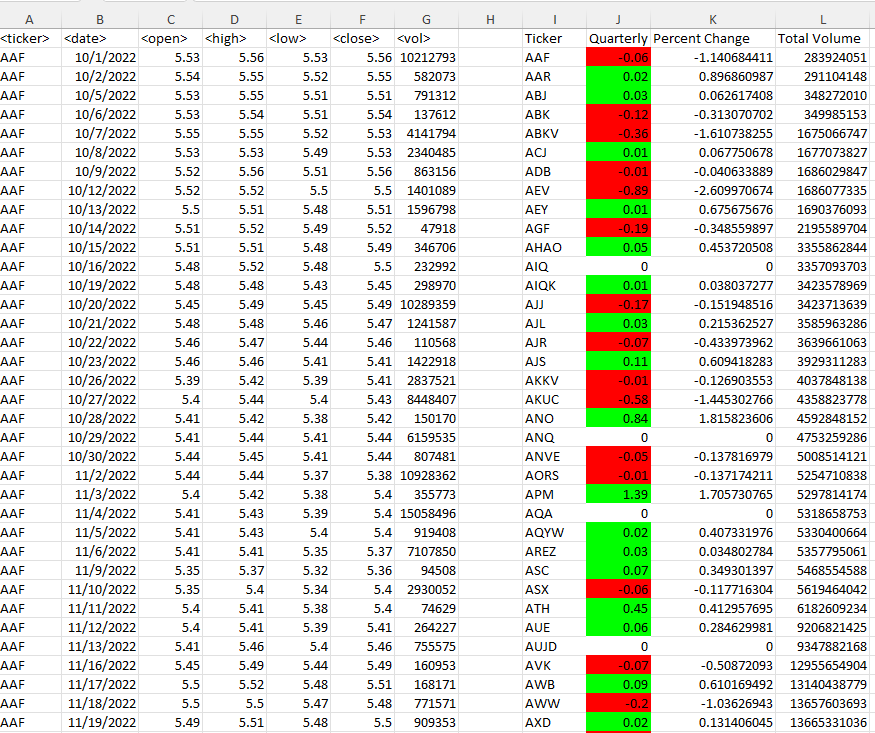 A B C D E F G H I J K L
<ticker> <date> <open> <high> <low> <close> <vol> Ticker Quarterly Percent Change Total Volume
AAF 10/1/2022 5.53 5.56 5.53 5.56 10212793 AAF -0.06 -1.140684411 283924051
AAF 10/2/2022 5.54 5.55 5.52 5.55 582073 AAR 0.02 0.896860987 291104148
AAF 10/5/2022 5.53 5.55 5.51 5.51 791312 ABJ 0.03 0.062617408 348272010
AAF 10/6/2022 5.53 5.54 5.51 5.54 137612 ABK -0.12 -0.313070702 349985153
AAF 10/7/2022 5.55 5.55 5.52 5.53 4141794 ABKV -0.36 -1.610738255 1675066747
AAF 10/8/2022 5.53 5.53 5.49 5.53 2340485 ACJ 0.01 0.067750678 1677073827
AAF 10/9/2022 5.52 5.56 5.51 5.56 863156 ADB -0.01 -0.040633889 1686029847
AAF 10/12/2022 5.52 5.52 5.5 5.5 1401089 AEV -0.89 -2.609970674 1686077335
AAF 10/13/2022 5.5 5.51 5.48 5.51 1596798 AEY 0.01 0.675675676 1690376093
AAF 10/14/2022 5.51 5.52 5.49 5.52 47918 AGF -0.19 -0.348559897 2195589704
AAF 10/15/2022 5.51 5.51 5.48 5.49 346706 AHAO 0.05 0.453720508 3355862844
AAF 10/16/2022 5.48 5.52 5.48 5.5 232992 AIQ 0 0 3357093703
AAF 10/19/2022 5.48 5.48 5.43 5.45 298970 AIQK 0.01 0.038037277 3423578969
AAF 10/20/2022 5.45 5.49 5.45 5.49 10289359 AJJ -0.17 -0.151948516 3423713639
AAF 10/21/2022 5.48 5.48 5.46 5.47 1241587 AJL 0.03 0.215362527 3585963286
AAF 10/22/2022 5.46 5.47 5.44 5.46 110568 AJR -0.07 -0.433973962 3639661063
AAF 10/23/2022 5.46 5.46 5.41 5.41 1422918 AJS 0.11 0.609418283 3929311283
AAF 10/26/2022 5.39 5.42 5.39 5.41 2837521 AKKV -0.01 -0.126903553 4037848138
AAF 10/27/2022 5.4 5.44 5.4 5.43 8448407 AKUC -0.58 -1.445302766 4358823778
AAF 10/28/2022 5.41 5.42 5.38 5.42 150170 ANO 0.84 1.815823606 4592848152
AAF 10/29/2022 5.41 5.44 5.41 5.44 6159535 ANQ 0 0 4753259286
AAF 10/30/2022 5.44 5.45 5.41 5.44 807481 ANVE -0.05 -0.137816979 5008514121
AAF 11/2/2022 5.44 5.44 5.37 5.38 10928362 AORS -0.01 -0.137174211 5254710838
AAF 11/3/2022 5.4 5.42 5.38 5.4 355773 APM 1.39 1.705730765 5297814174
AAF 11/4/2022 5.41 5.43 5.39 5.4 15058496 AQA 0 0 5318658753
AAF 11/5/2022 5.41 5.43 5.4 5.4 919408 AQYW 0.02 0.407331976 5330400664
AAF 11/6/2022 5.41 5.41 5.35 5.37 7107850 AREZ 0.03 0.034802784 5357795061
AAF 11/9/2022 5.35 5.37 5.32 5.36 94508 ASC 0.07 0.349301397 5468554588
AAF 11/10/2022 5.35 5.4 5.34 5.4 2930052 ASX -0.06 -0.117716304 5619464042
AAF 11/11/2022 5.4 5.41 5.38 5.4 74629 ATH 0.45 0.412957695 6182609234
AAF 11/12/2022 5.4 5.41 5.39 5.41 264227 AUE 0.06 0.284629981 9206821425
AAF 11/13/2022 5.41 5.46 5.4 5.46 755575 AUJD 0 0 9347882168
AAF 11/16/2022 5.45 5.49 5.44 5.49 160953 AVK -0.07 -0.50872093 12955654904
AAF 11/17/2022 5.5 5.52 5.48 5.51 168171 AWB 0.09 0.610169492 13140438779
AAF 11/18/2022 5.5 5.5 5.47 5.48 771571 AWW -0.2 -1.03626943 13657603693
AAF 11/19/2022 5.49 5.51 5.48 5.5 909353 AXD 0.02 0.131406045 13665331036